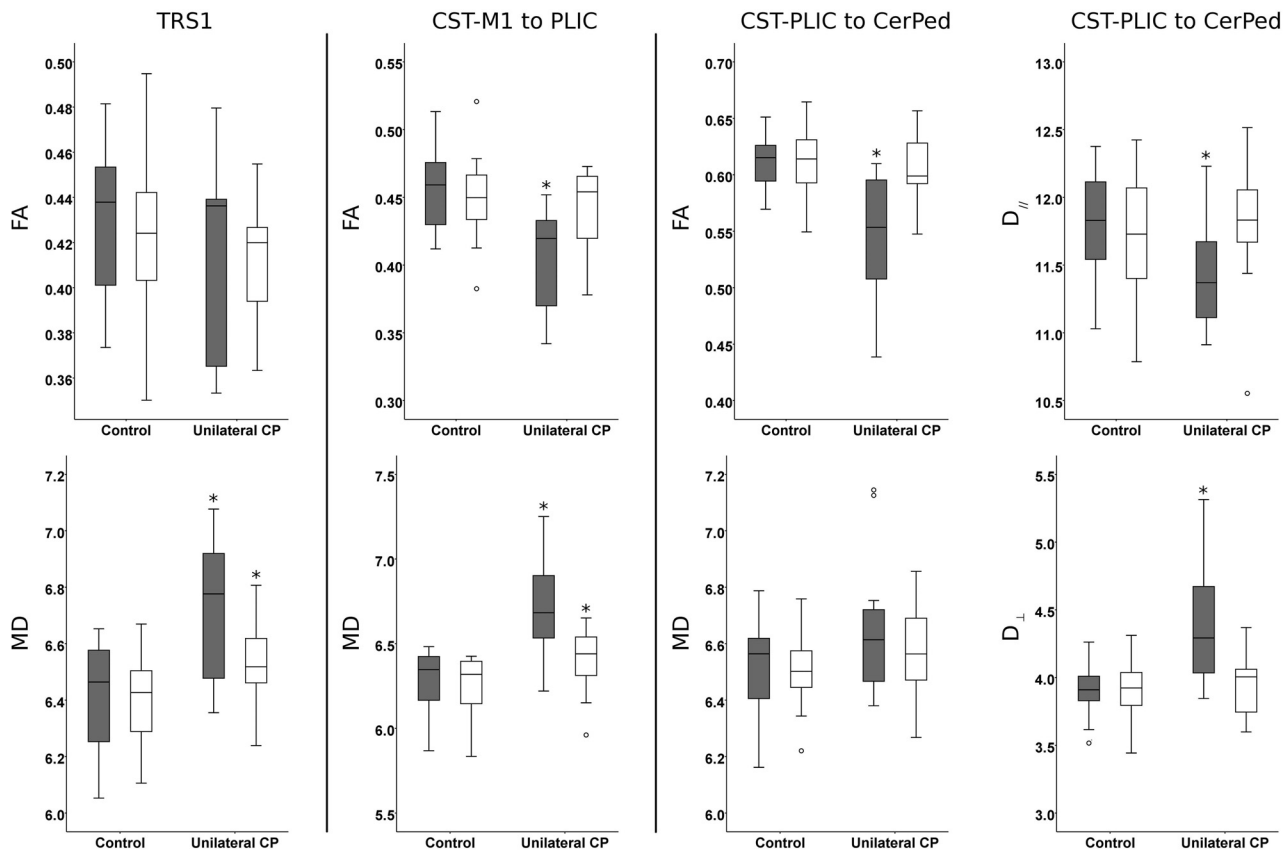 TRS1
CST-M1 to PLIC
CST-PLIC to CerPed
CST-PLIC to CerPed
FA
0.50
0.48
0.46
0.44
0.42
0.40
0.38
0.36
Control Unilateral CP
FA
0.55
0.50
0.45
0.40
0.35
0.30
*
Control Unilateral CP
FA
0.70
0.65
0.60
0.55
0.50
0.45
0.40
*
Control Unilateral CP
D//
13.0
12.5
12.0
11.5
11.0
10.5
*
Control Unilateral CP
MD
7.2
7.0
6.8
6.6
6.4
6.2
6.0
* *
Control Unilateral CP
MD
7.5
7.0
6.5
6.0
5.5
* *
Control Unilateral CP
MD
7.2
7.0
6.8
6.6
6.4
6.2
6.0
Control Unilateral CP
D⊥
5.5
5.0
4.5
4.0
3.5
3.0
*
Control Unilateral CP